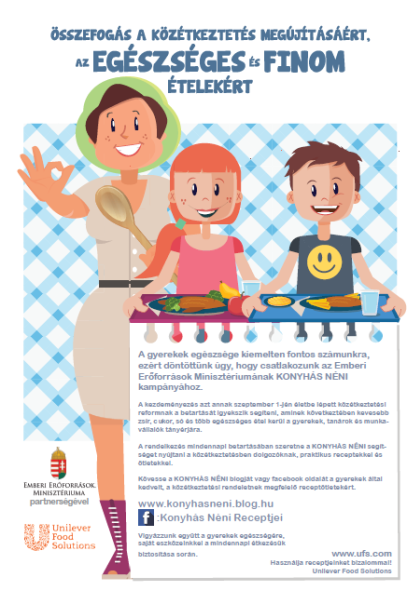 ÖSSZEFOGÁS A KÖZÉTKEZTETÉS MEGÚJÍTÁSÁÉRT,
AZ EGÉSZSÉGES ÉS FINOM
ÉTELEKÉRT
A gyerekek egészsége kiemelten fontos számunkra,
ezért döntöttünk úgy, hogy csatlakozunk az Emberi
Erőforrások Minisztériumának KONYHÁS NÉNI
kampányához.
A kezdeményezés azt annak szeptember 1-jén életbe lépett közétkeztetési
reformnak a betartását igyekszik segíteni, aminek következtében kevesebb
zsír, cukor, só és több egészséges étel kerül a gyerekek, tanárok és munka-
vállalók tányérjára.
A rendelkezés mindennapi betartásában szeretne a KONYHÁS NÉNI segít-
séget nyújtani a közétkeztetésben dolgozóknak, praktikus receptekkel és
ötletekkel.
Kövesse a KONYHÁS NÉNI blogját vagy facebook oldalát a gyerekek által
kedvelt, a közétkeztetési rendeletnek megfelelő receptötletekért.
www.konyhasneni.blog.hu
f :Konyhás Néni Receptjei
Vigyázzunk együtt a gyerekek egészségére,
saját eszközeinkkel a mindennapi étkezésük
biztosítása során.
www.ufs.com
Használja receptjeinket bizalommal!
Unilever Food Solutions
EMBERI ERŐFORRÁSOK
MINISZTÉRIUMA
partnerségével
Unilever
Food
Solutions